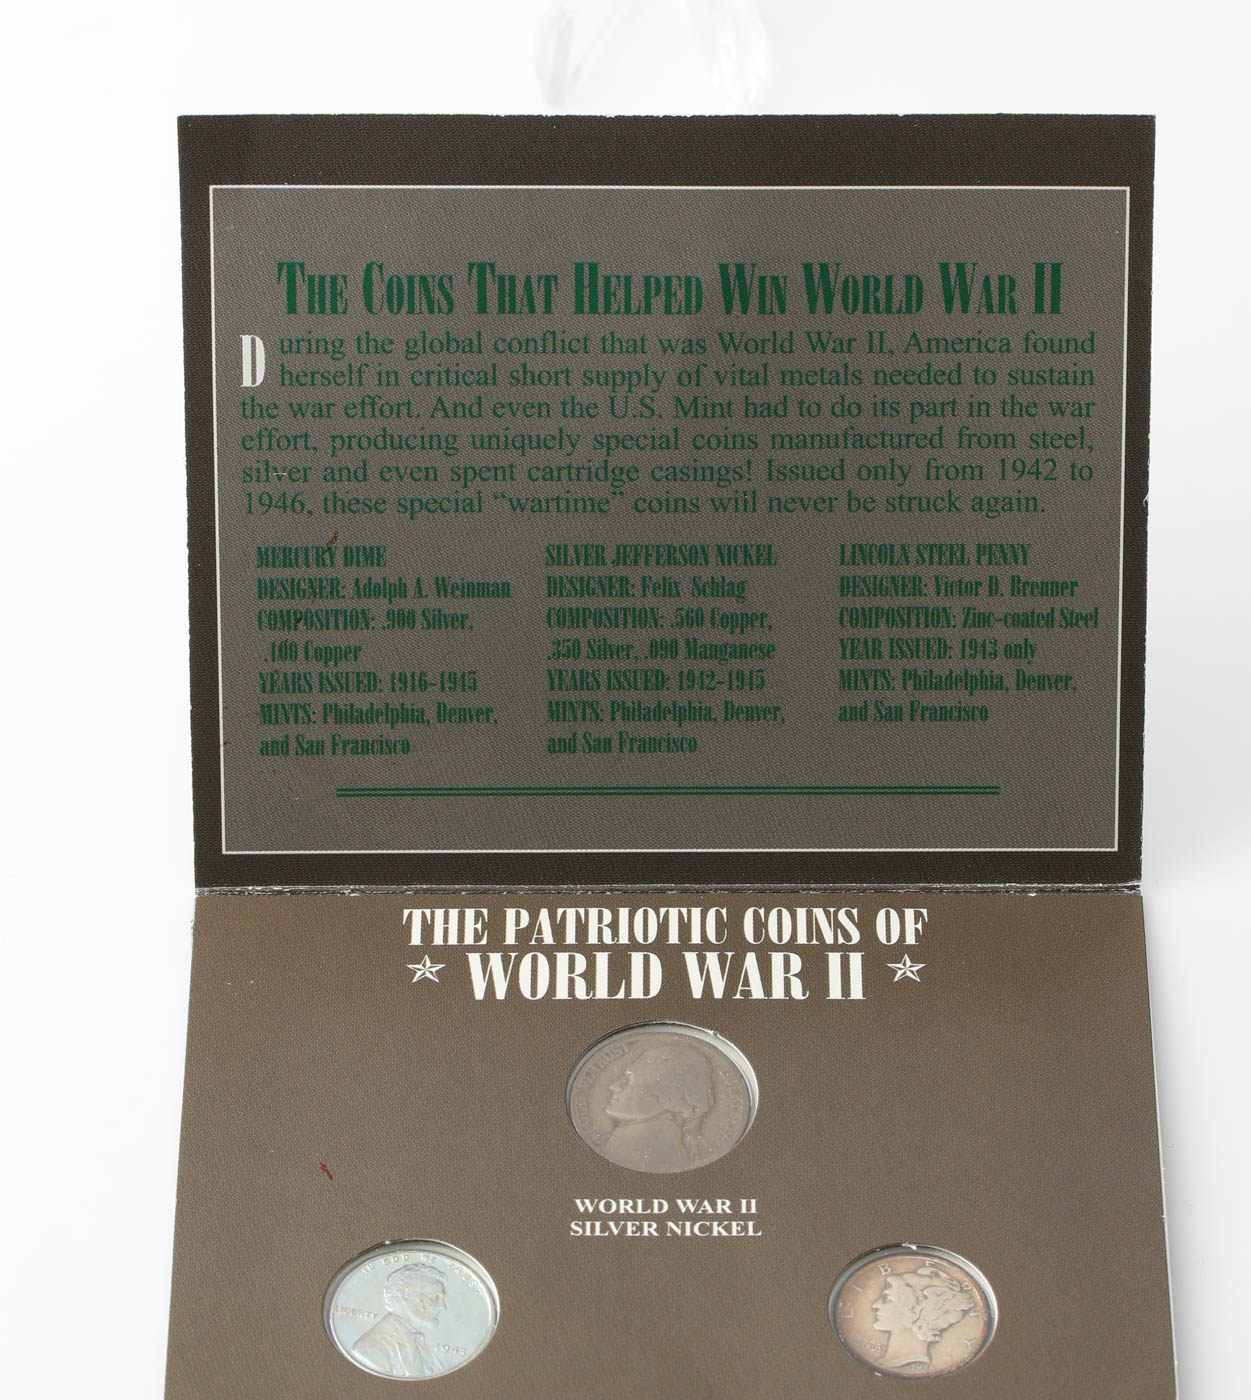 THE COINS THAT HELPED WIN WORLD WAR II
During the global conflict that was World War II, America found
herself in critical short supply of vital metals needed to sustain
the war effort. And even the U.S. Mint had to do its part in the war
effort, producing uniquely special coins manufactured from steel,
silver and even spent cartridge casings! Issued only from 1942 to
1946, these special “wartime” coins will never be struck again.
MERCURY DIME
DESIGNER: Adolph A. Weinman
COMPOSITION: .900 Silver,
.100 Copper
YEARS ISSUED: 1916-1945
MINTS: Philadelphia, Denver,
and San Francisco
SILVER JEFFERSON NICKEL
DESIGNER: Felix Schlag
COMPOSITION: .560 Copper,
.350 Silver, .090 Manganese
YEARS ISSUED: 1942-1945
MINTS: Philadelphia, Denver,
and San Francisco
LINCOLN STEEL PENNY
DESIGNER: Victor D. Brenner
COMPOSITION: Zinc-coated Steel
YEAR ISSUED: 1943 only
MINTS: Philadelphia, Denver,
and San Francisco
THE PATRIOTIC COINS OF
WORLD WAR II
WORLD WAR II
SILVER NICKEL
IN GOD WE TRUST
LIBERTY
1943
LIBERTY